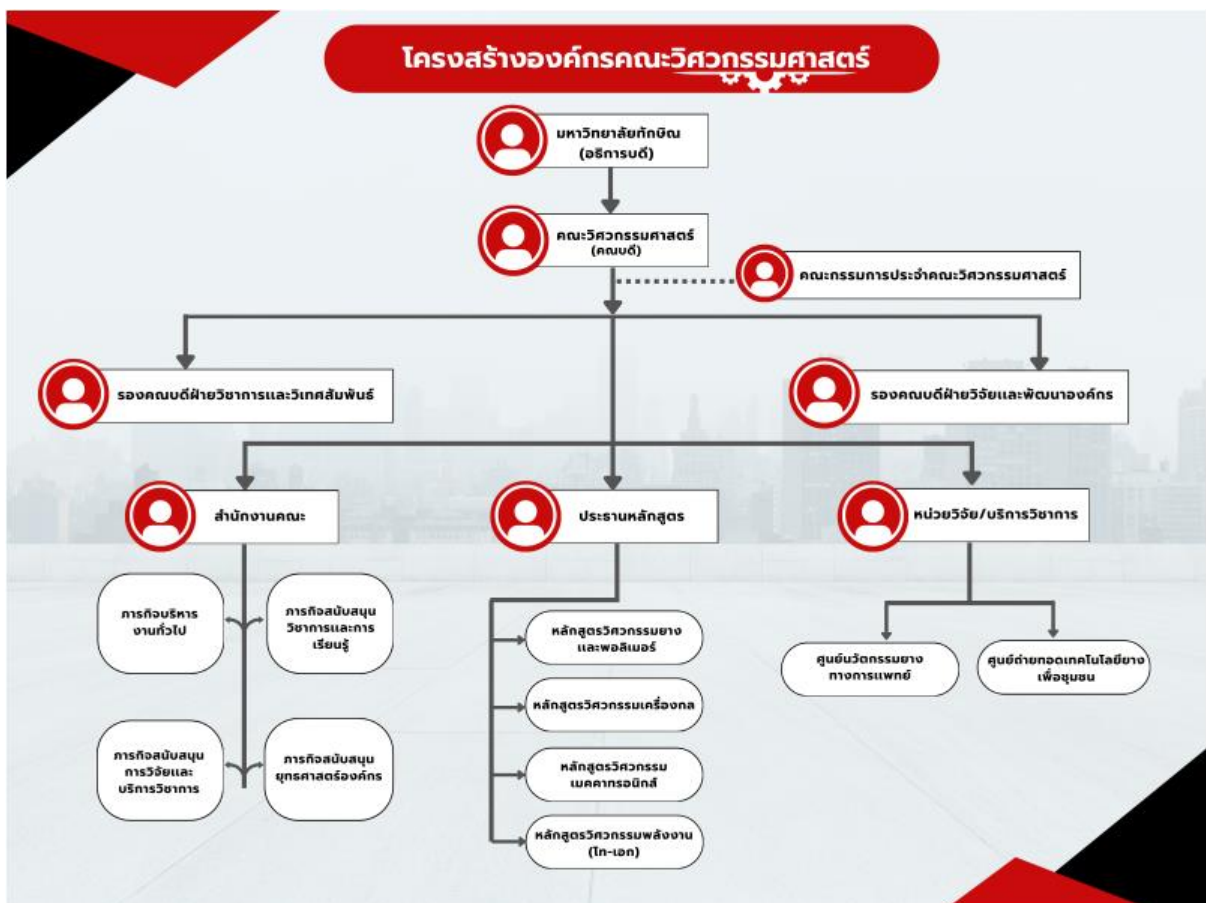 โครงสร้างองค์กรคณะวิศวกรรมศาสตร์
มหาวิทยาลัยทักษิณ
(อธิการบดี)
คณะวิศวกรรมศาสตร์
(คณบดี)
คณะกรรมการประจำคณะวิศวกรรมศาสตร์
รองคณบดีฝ่ายวิชาการและวิเทศสัมพันธ์
รองคณบดีฝ่ายวิจัยและพัฒนาองค์กร
สำนักงานคณะ
ประธานหลักสูตร
หน่วยวิจัย/บริการวิชาการ
ภารกิจบริหาร
งานทั่วไป
ภารกิจสนับสนุน
วิชาการและการ
เรียนรู้
ภารกิจสนับสนุน
การวิจัยและ
บริการวิชาการ
ภารกิจสนับสนุน
ยุทธศาสตร์องค์กร
หลักสูตรวิศวกรรมยาง
และพอลิเมอร์
หลักสูตรวิศวกรรมเครื่องกล
หลักสูตรวิศวกรรม
เมคคาทรอนิกส์
หลักสูตรวิศวกรรมพลังงาน
(โท-เอก)
ศูนย์นวัตกรรมยาง
ทางการแพทย์
ศูนย์ถ่ายทอดเทคโนโลยียาง
เพื่อชุมชน